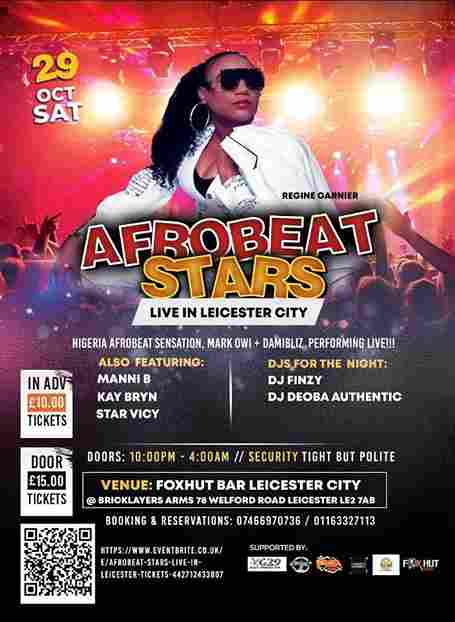 29
OCT
SAT
REGINE GARNIER
AFROBEAT
STARS
LIVE IN LEICESTER CITY
NIGERIA AFROBEAT SENSATION, MARK OWI + DAMIBLIZ, PERFORMING LIVE!!!
ALSO FEATURING:
MANNI B
KAY BRYN
STAR VICY
DJS FOR THE NIGHT:
DJ FINZY
DJ DEOBA AUTHENTIC
IN ADV
£10.00
TICKETS
DOOR
£15.00
TICKETS
DOORS: 10:00PM - 4:00AM // SECURITY TIGHT BUT POLITE
VENUE: FOXHUT BAR LEICESTER CITY
@ BRICKLAYERS ARMS 78 WELFORD ROAD LEICESTER LE2 7AB
BOOKING & RESERVATIONS: 07466970736 / 01163327113
HTTPS://WWW.EVENTBRITE.CO.UK/
E/AFROBEAT-STARS-LIVE-IN-
LEICESTER-TICKETS-442712433807
SUPPORTED BY: